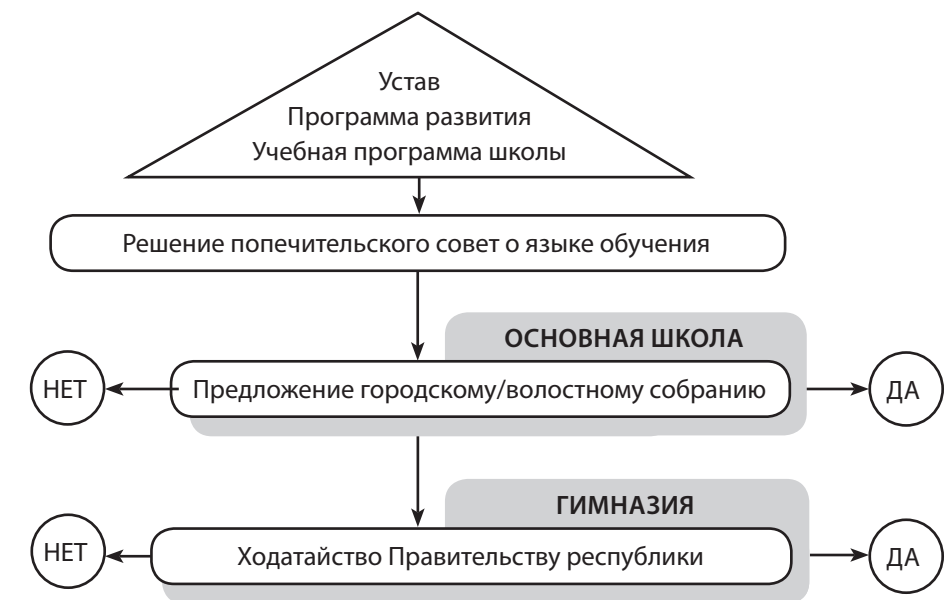 Устав
Программа развития
Учебная программа школы
Решение попечительского совет о языке обучения
ОСНОВНАЯ ШКОЛА
НЕТ
Предложение городскому/волостному собранию
ДА
ГИМНАЗИЯ
НЕТ
Ходатайство Правительству республики
ДА